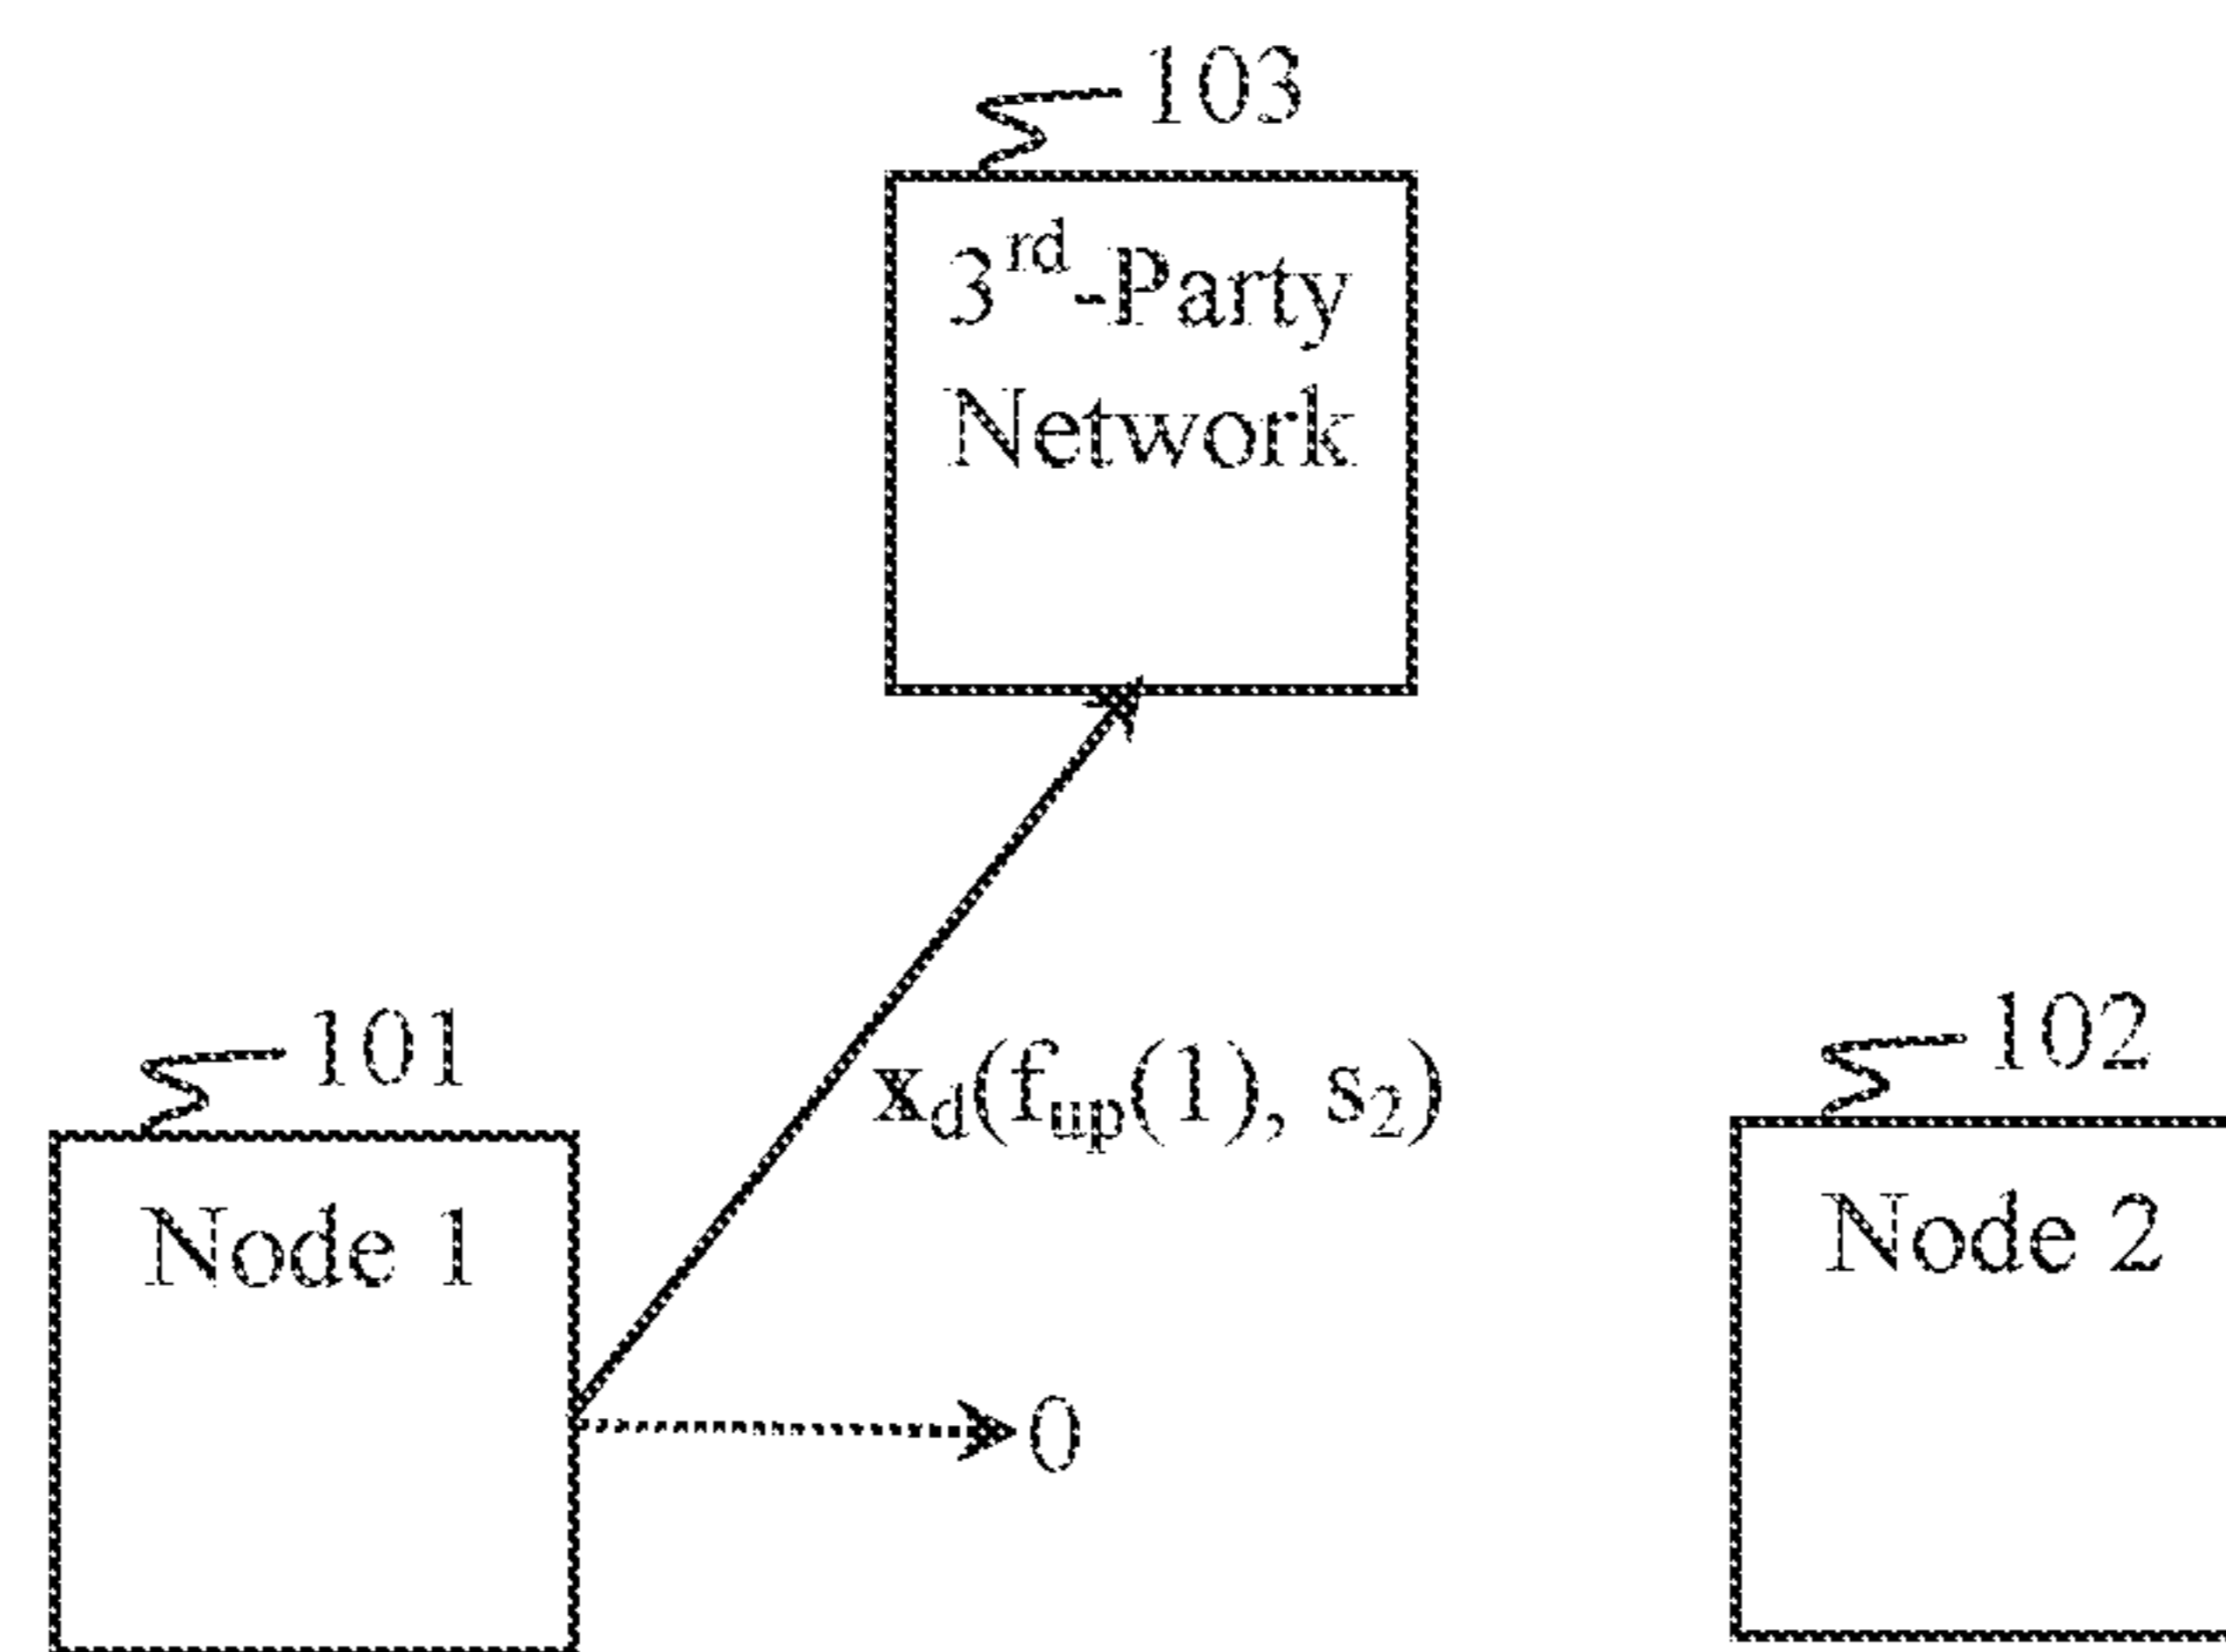 103
3rd-Party
Network
101
102
x_d(f_up(1), s_2)
Node 1
Node 2
0